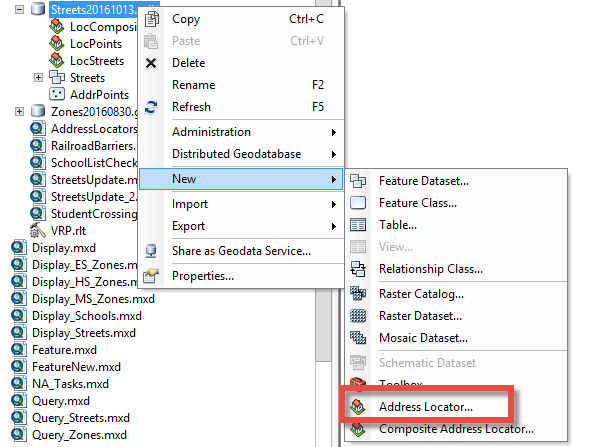 Streets20161013.
LocComposi
LocPoints
LocStreets
Streets
AddrPoints
Zones20160830.g
AddressLocators
RailroadBarriers.
SchoolListCheck
StreetsUpdate.m
StreetsUpdate_2.
StudentCrossing
VRP.rlt
Display.mxd
Display_ES_Zones.m
Display_HS_Zones.m
Display_MS_Zones.mxd
Display_Schools.mxd
Display_Streets.mxd
Feature.mxd
FeatureNew.mxd
NA_Tasks.mxd
Query.mxd
Query_Streets.mxd
Query_Zones.mxd
Copy Ctrl+C
Paste Ctrl+V
Delete
Rename F2
Refresh F5
Administration
Distributed Geodatabase
New
Import
Export
Share as Geodata Service...
Properties...
Feature Dataset...
Feature Class...
Table...
View...
Relationship Class...
Raster Catalog...
Raster Dataset...
Mosaic Dataset...
Schematic Dataset
Toolbox
Address Locator...
Composite Address Locator...